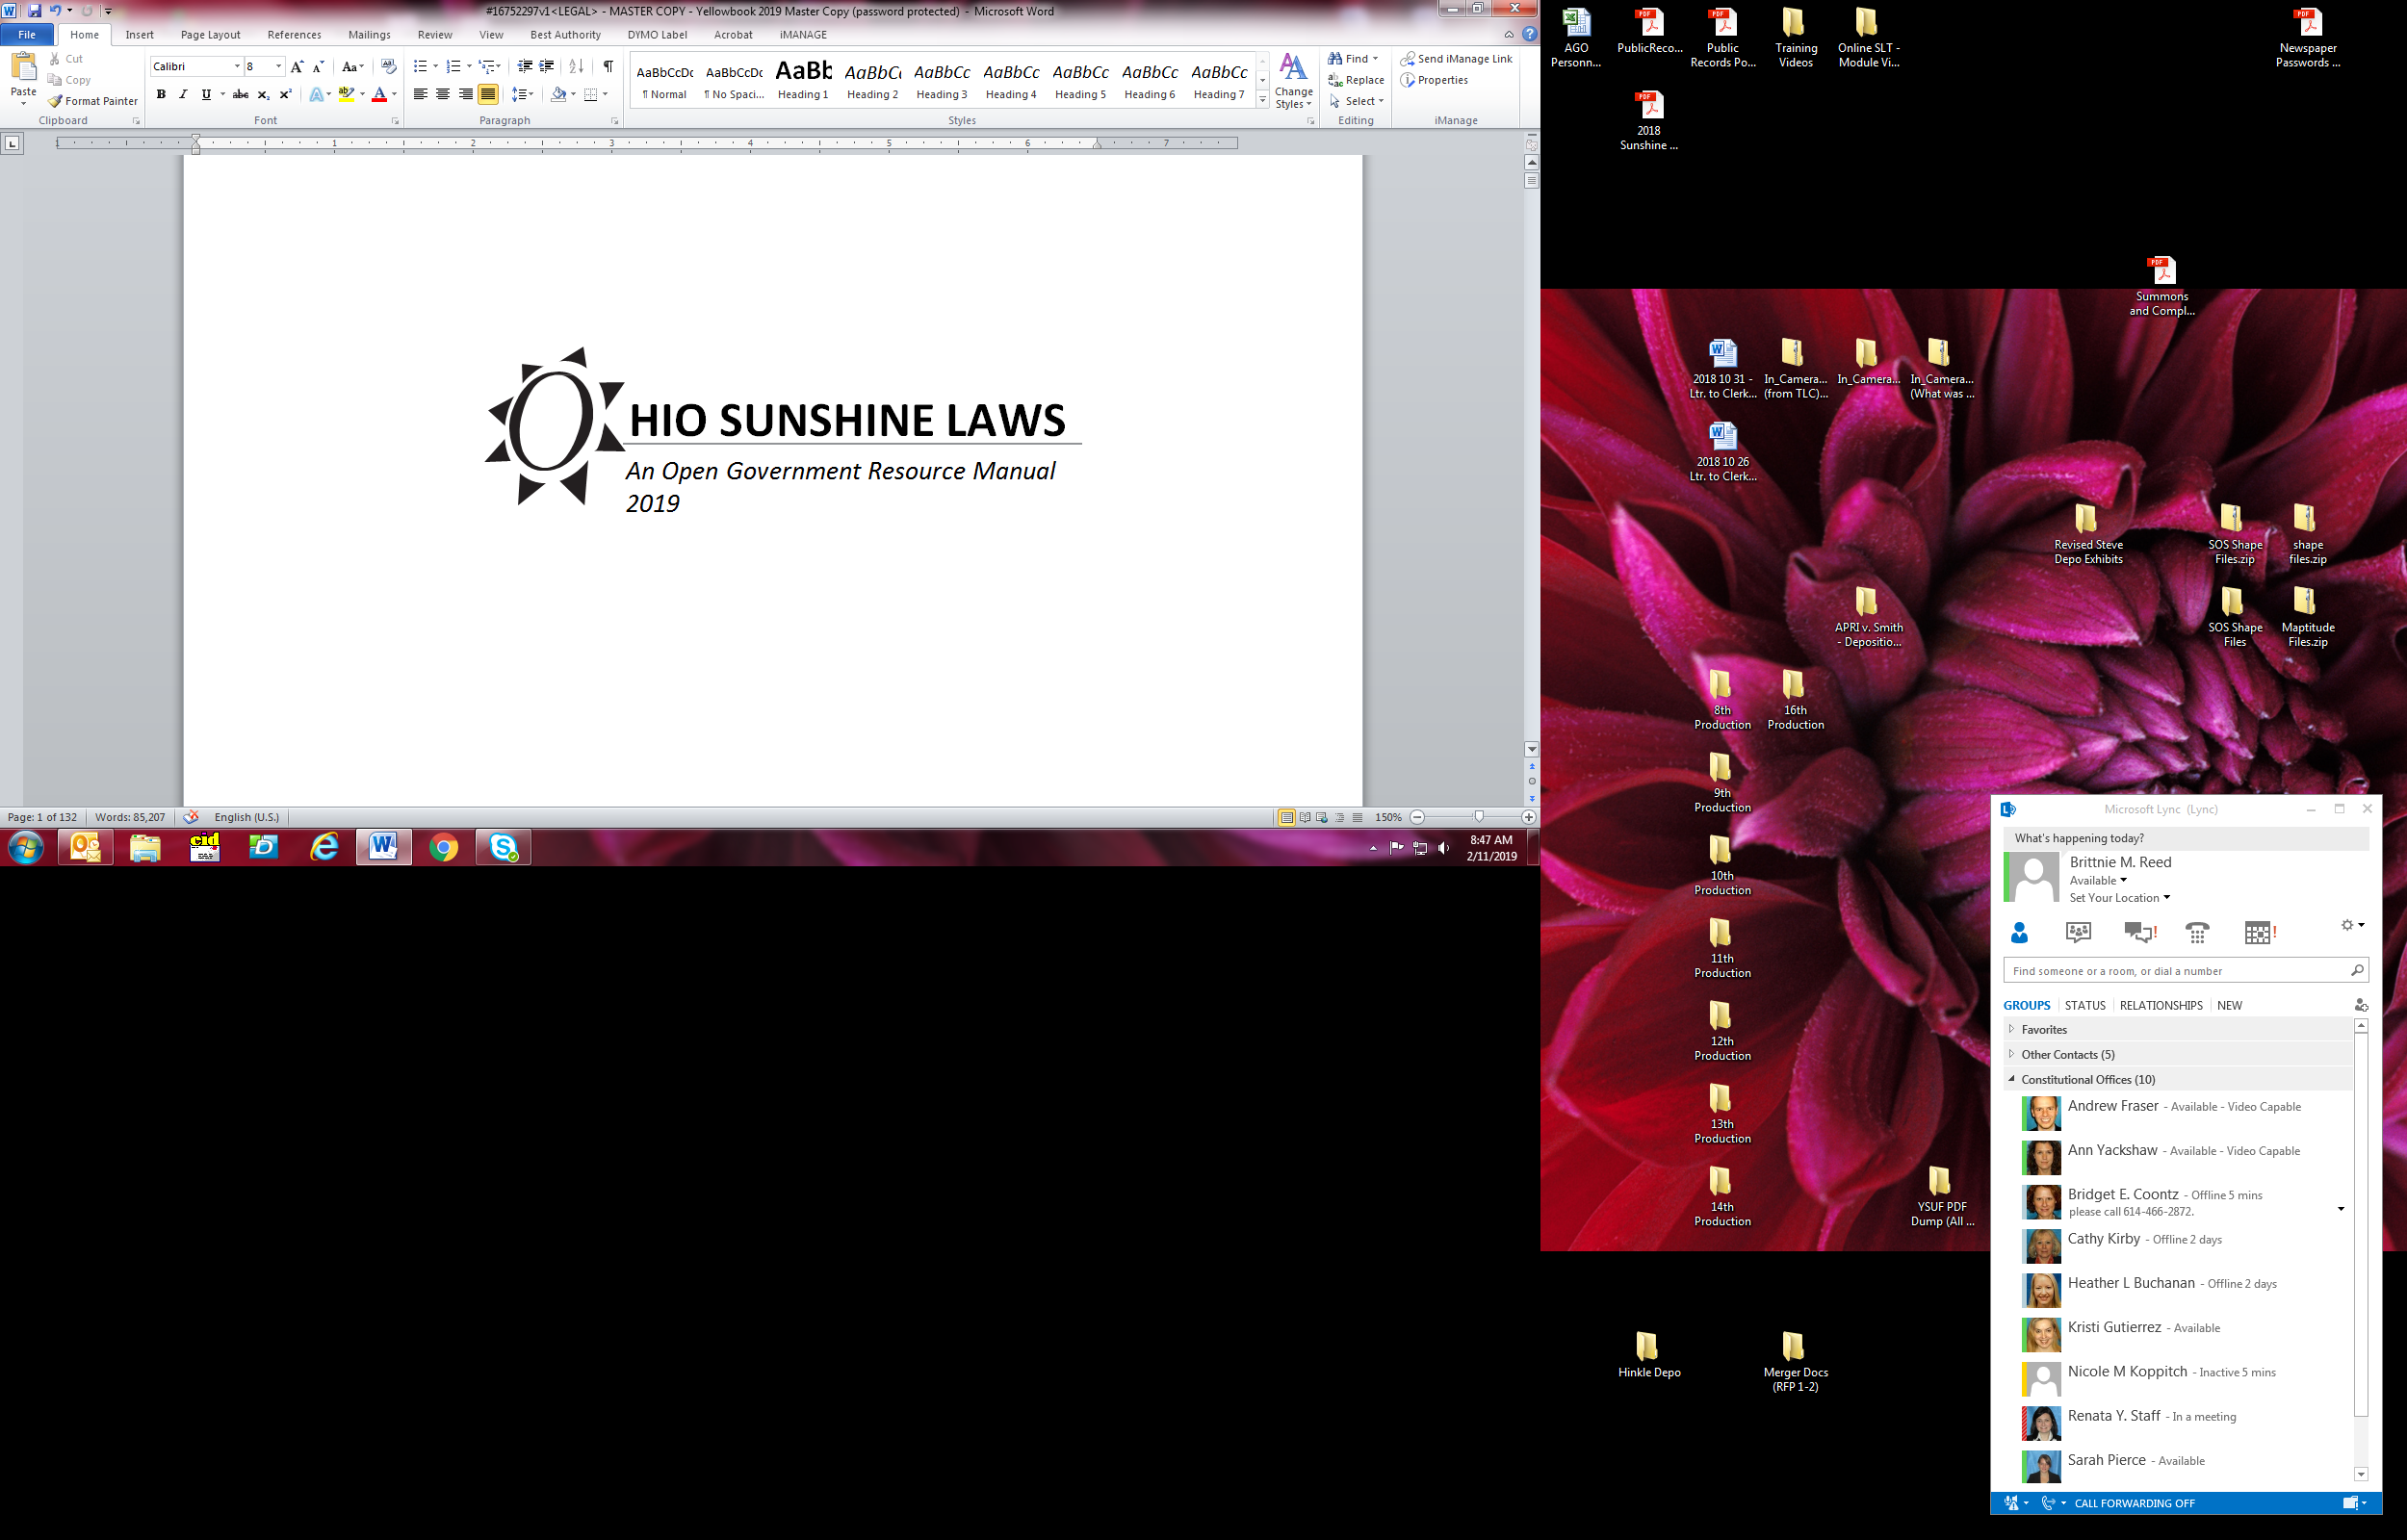 #16752297v1<LEGAL> - MASTER COPY - Yellowbook 2019 Master Copy (password protected) - Microsoft Word
File Home Insert Page Layout References Mailings Review View Best Authority DYMO Label Acrobat iMANAGE
Paste
Cut
Copy
Format Painter
Clipboard
Calibri 8
Font
Paragraph
AaBbCcDc AaBbCcDc AaBb AaBbCc AaBbCc AaBbCc AaBbCc AaBbCc AaBbCc
¶ Normal ¶ No Spaci... Heading 1 Heading 2 Heading 3 Heading 4 Heading 5 Heading 6 Heading 7
Change
Styles
Styles
Find
Replace
Select
Editing
Send iManage Link
Properties
iManage
1 1 2 3 4 5 6 7
OHIO SUNSHINE LAWS
An Open Government Resource Manual
2019
Page: 1 of 132 Words: 85,207 English (U.S.) 150%
8:47 AM
2/11/2019
AGO
Personn...
PublicReco...
Public
Records Po...
Training
Videos
Online SLT -
Module Vi...
Newspaper
Passwords ...
2018
Sunshine ...
Summons
and Compl...
2018 10 31 -
Ltr. to Clerk...
In_Camera...
(from TLC)...
In_Camera...
In_Camera...
(What was ...
2018 10 26
Ltr. to Clerk...
Revised Steve
Depo Exhibits
SOS Shape
Files.zip
shape
files.zip
APRI v. Smith
- Depositio...
SOS Shape
Files
Maptitude
Files.zip
8th
Production
16th
Production
9th
Production
10th
Production
11th
Production
12th
Production
13th
Production
14th
Production
YSUF PDF
Dump (All ...
Hinkle Depo
Merger Docs
(RFP 1-2)
Microsoft Lync (Lync)
What's happening today?
Brittnie M. Reed
Available
Set Your Location
Find someone or a room, or dial a number
GROUPS STATUS RELATIONSHIPS NEW
Favorites
Other Contacts (5)
Constitutional Offices (10)
Andrew Fraser - Available - Video Capable
Ann Yackshaw - Available - Video Capable
Bridget E. Coontz - Offline 5 mins
please call 614-466-2872.
Cathy Kirby - Offline 2 days
Heather L Buchanan - Offline 2 days
Kristi Gutierrez - Available
Nicole M Koppitch - Inactive 5 mins
Renata Y. Staff - In a meeting
Sarah Pierce - Available
CALL FORWARDING OFF